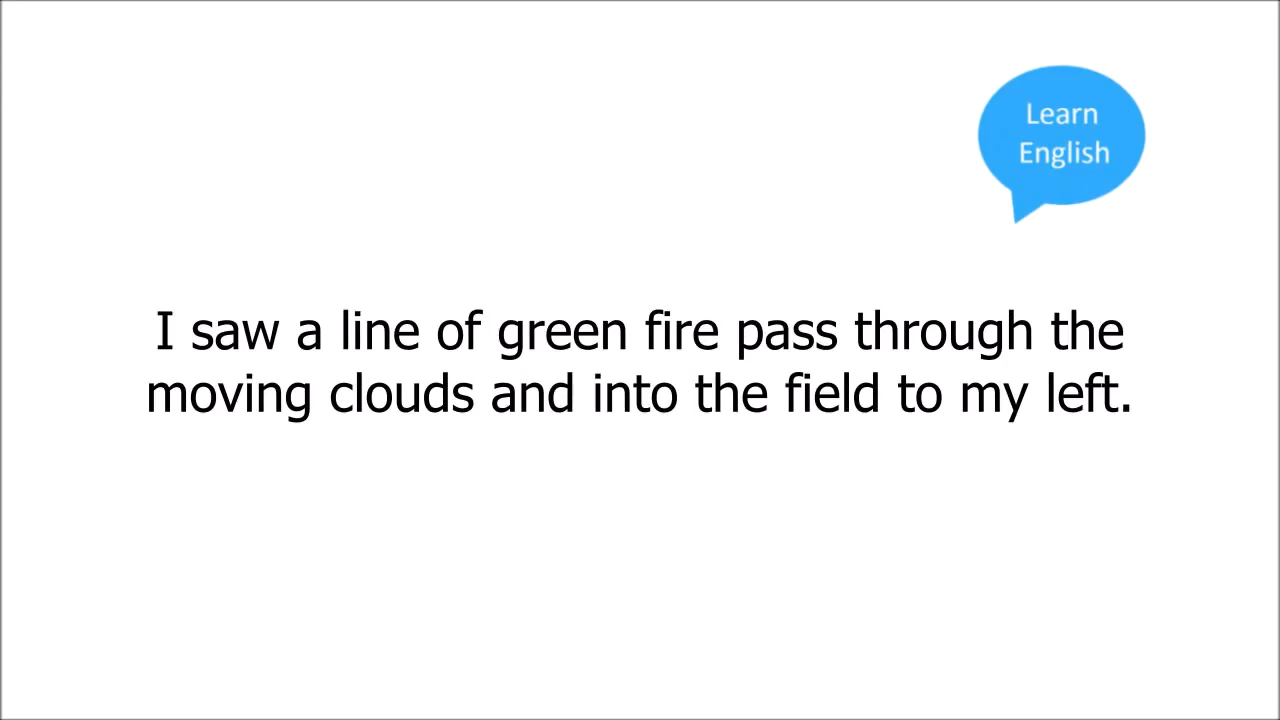 Learn
English
I saw a line of green fire pass through the
moving clouds and into the field to my left.